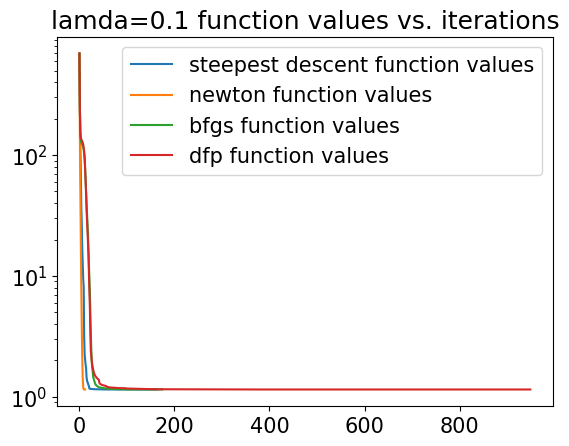 lamda=0.1 function values vs. iterations
steepest descent function values
newton function values
bfgs function values
dfp function values
10²
10¹
10⁰
0 200 400 600 800